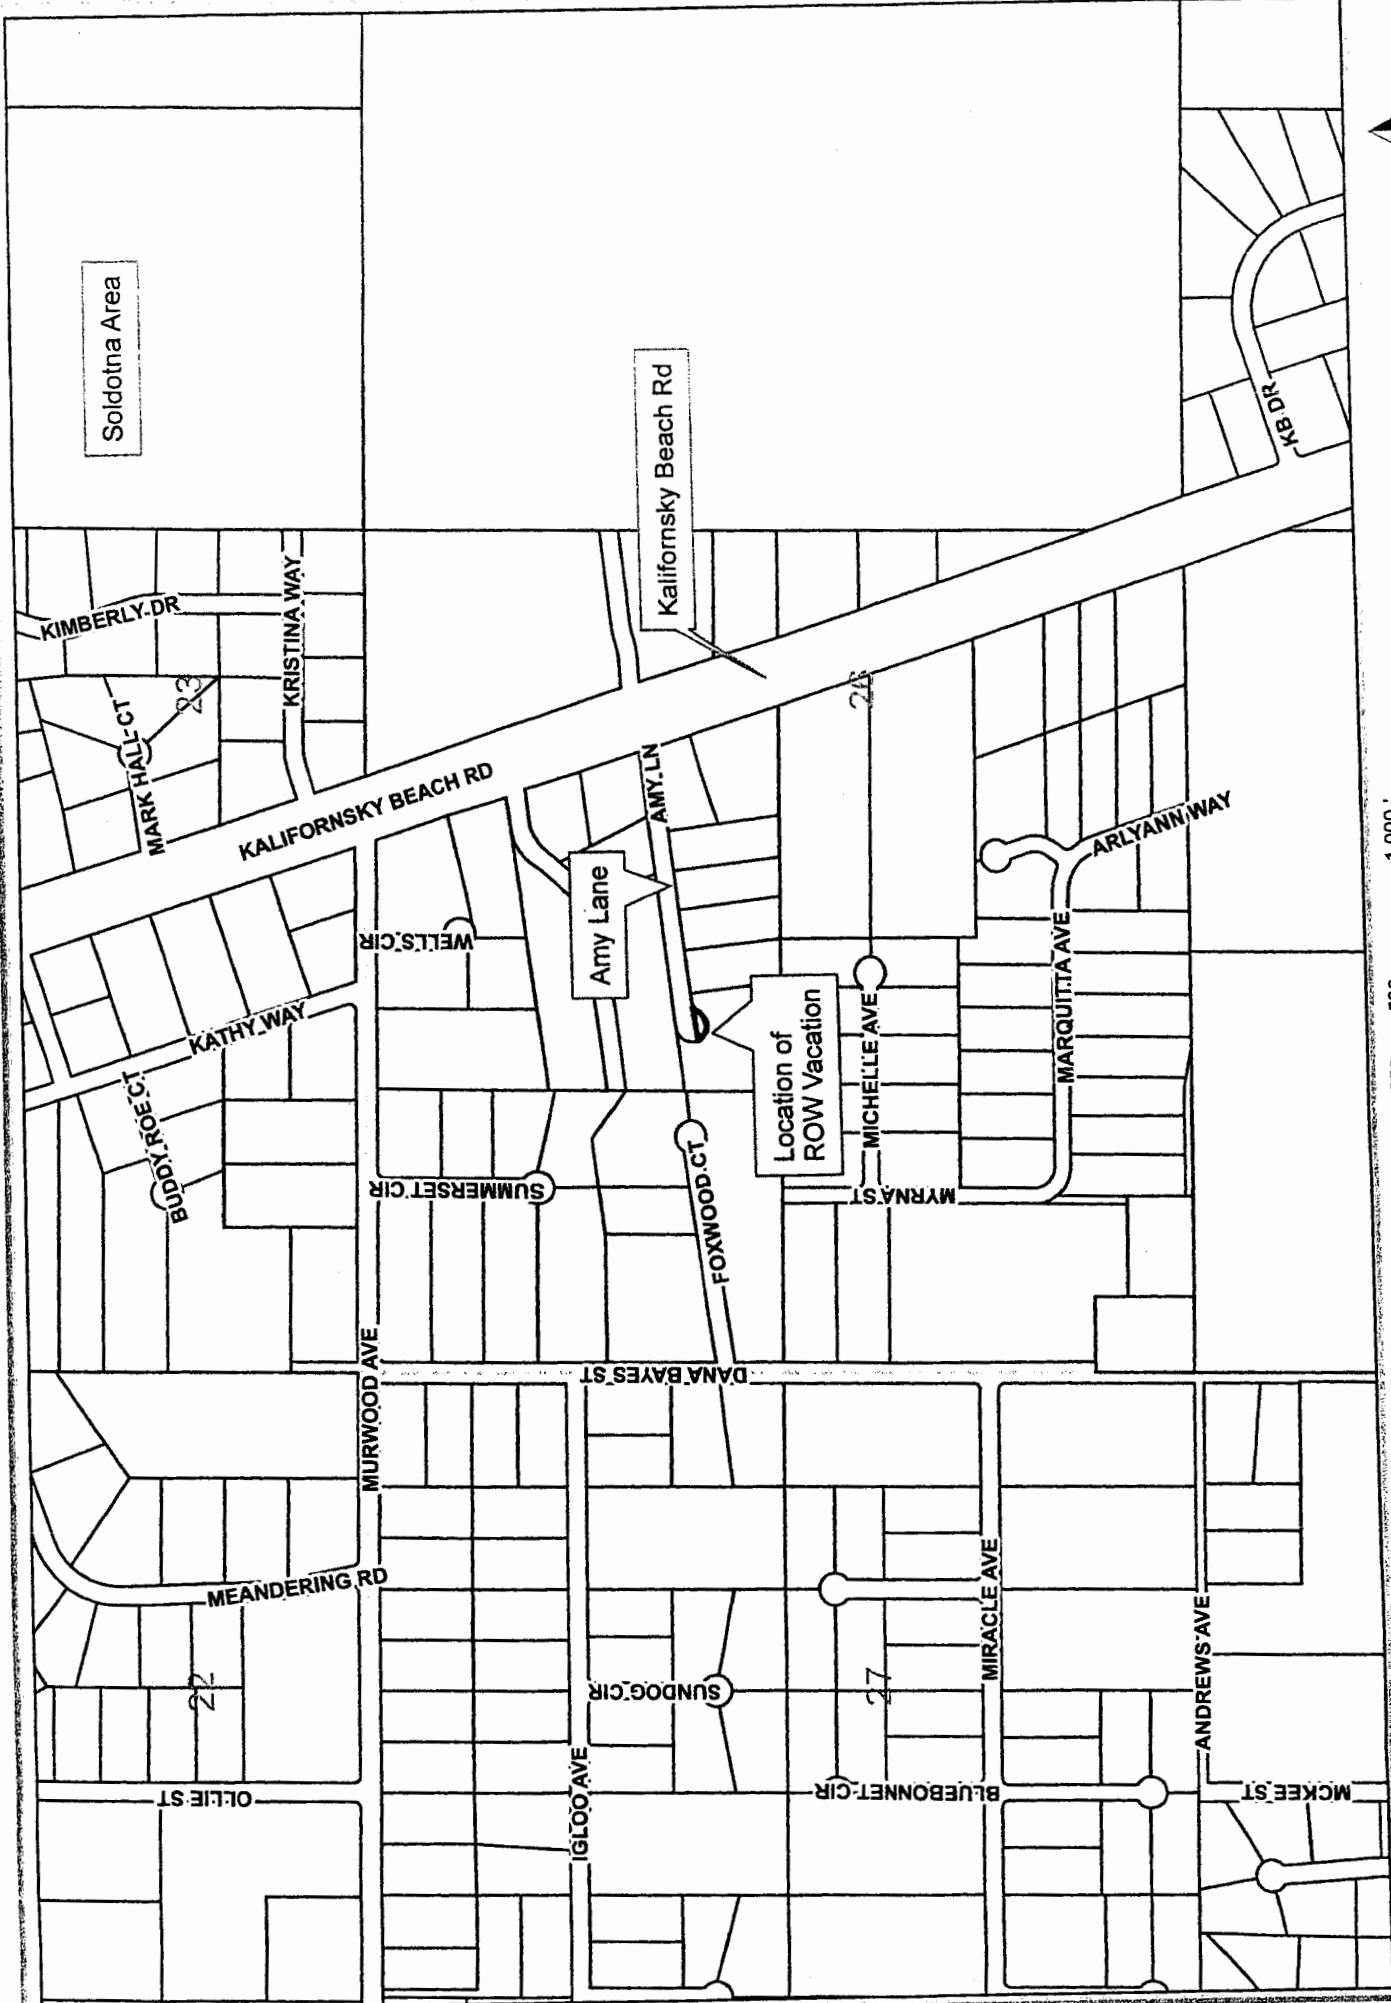 Soldotna Area
KIMBERLY DR
KRISTINA WAY
23
MARK HALL CT
KALIFORNSKY BEACH RD
Kalifornsky Beach Rd
26
KB DR
AMY LN
Amy Lane
WELLS CIR
KATHY WAY
BUDDY ROE CT
ARLYANN WAY
MARQUITTA AVE
Location of
ROW Vacation
MICHELLE AVE
MYRNA ST
SUMMERSET CIR
FOXWOOD CT
DANA BAYES ST
MURWOOD AVE
MEANDERING RD
22
OLLIE ST
IGLOO AVE
SUNDOG CIR
27
MIRACLE AVE
BLUEBONNET CIR
ANDREWS AVE
MCKEE ST